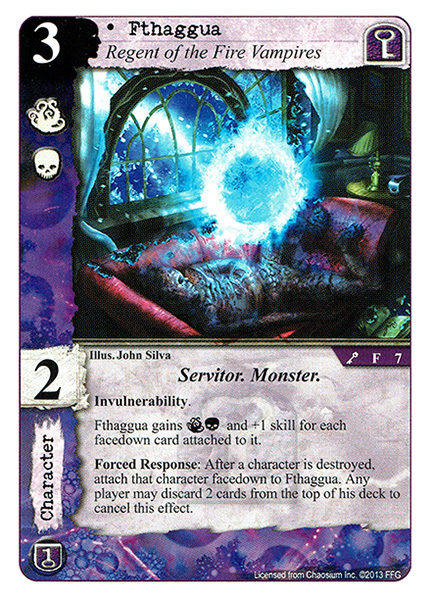 3
• Fthaggua
Regent of the Fire Vampires
Illus. John Silva
F 7
2
Servitor. Monster.
Invulnerability.
Fthaggua gains and +1 skill for each
facedown card attached to it.
Forced Response: After a character is destroyed,
attach that character facedown to Fthaggua. Any
player may discard 2 cards from the top of his deck to
cancel this effect.
Character
1
Licensed from Chaosium Inc. ©2013 FFG